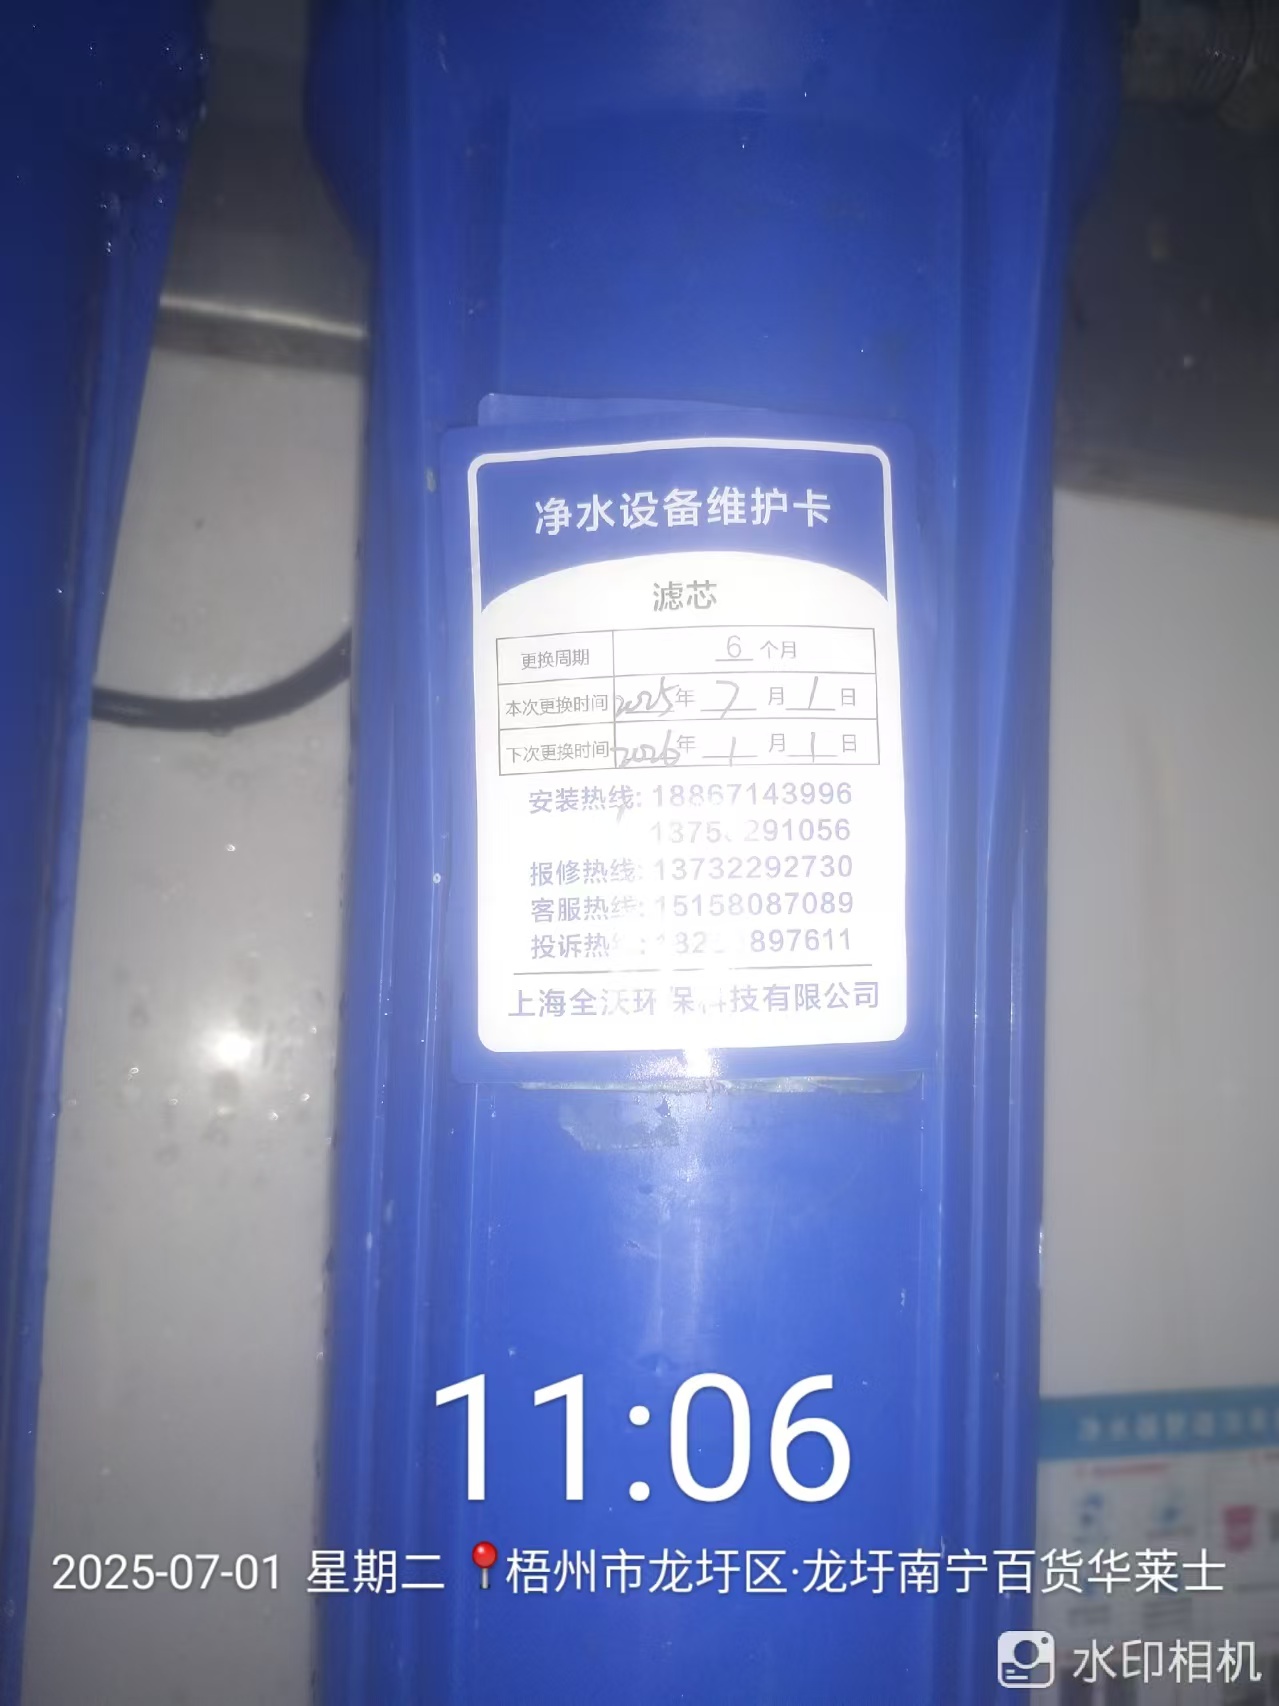 净水设备维护卡
滤芯
更换周期 6 个月
本次更换时间 2025年 7 月 1 日
下次更换时间 2026年 1 月 1 日
安装热线: 18867143996
报修热线: 13732292730
客服热线: 15158087089
投诉热线:
上海全沃环保科技有限公司
11:06
2025-07-01 星期二 梧州市龙圩区·龙圩南宁百货华莱士
水印相机